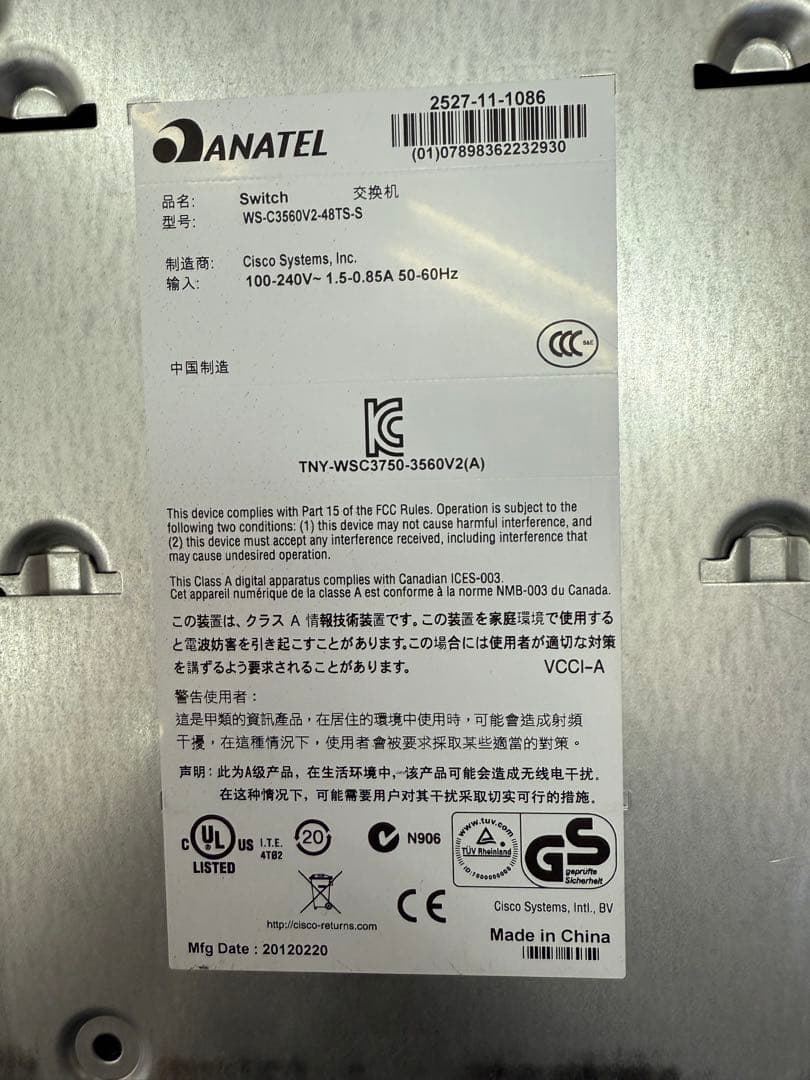 2527-11-1086
ANATEL
(01)07898362232930
品名: Switch 交换机
型号: WS-C3560V2-48TS-S
制造商: Cisco Systems, Inc.
输入: 100-240V~ 1.5-0.85A 50-60Hz
CCC S&E
中国制造
TNY-WSC3750-3560V2(A)
This device complies with Part 15 of the FCC Rules. Operation is subject to the
following two conditions: (1) this device may not cause harmful interference, and
(2) this device must accept any interference received, including interference that
may cause undesired operation.
This Class A digital apparatus complies with Canadian ICES-003.
Cet appareil numérique de la classe A est conforme à la norme NMB-003 du Canada.
この装置は、クラス A 情報技術装置です。この装置を家庭環境で使用する
と電波妨害を引き起こすことがあります。この場合には使用者が適切な対策
を講ずるよう要求されることがあります。 VCCI-A
警告使用者：
這是甲類的資訊產品，在居住的環境中使用時，可能會造成射頻
干擾，在這種情況下，使用者會被要求採取某些適當的對策。
声明：此为A级产品，在生活环境中，该产品可能会造成无线电干扰。
在这种情况下，可能需要用户对其干扰采取切实可行的措施。
C UL US I.T.E. 20 N906 www.tuv.com
4T82 TÜV Rheinland GS
LISTED ID:1000000000 geprüfte
Sicherheit
CE Cisco Systems, Intl., BV
http://cisco-returns.com
Made in China
Mfg Date : 20120220